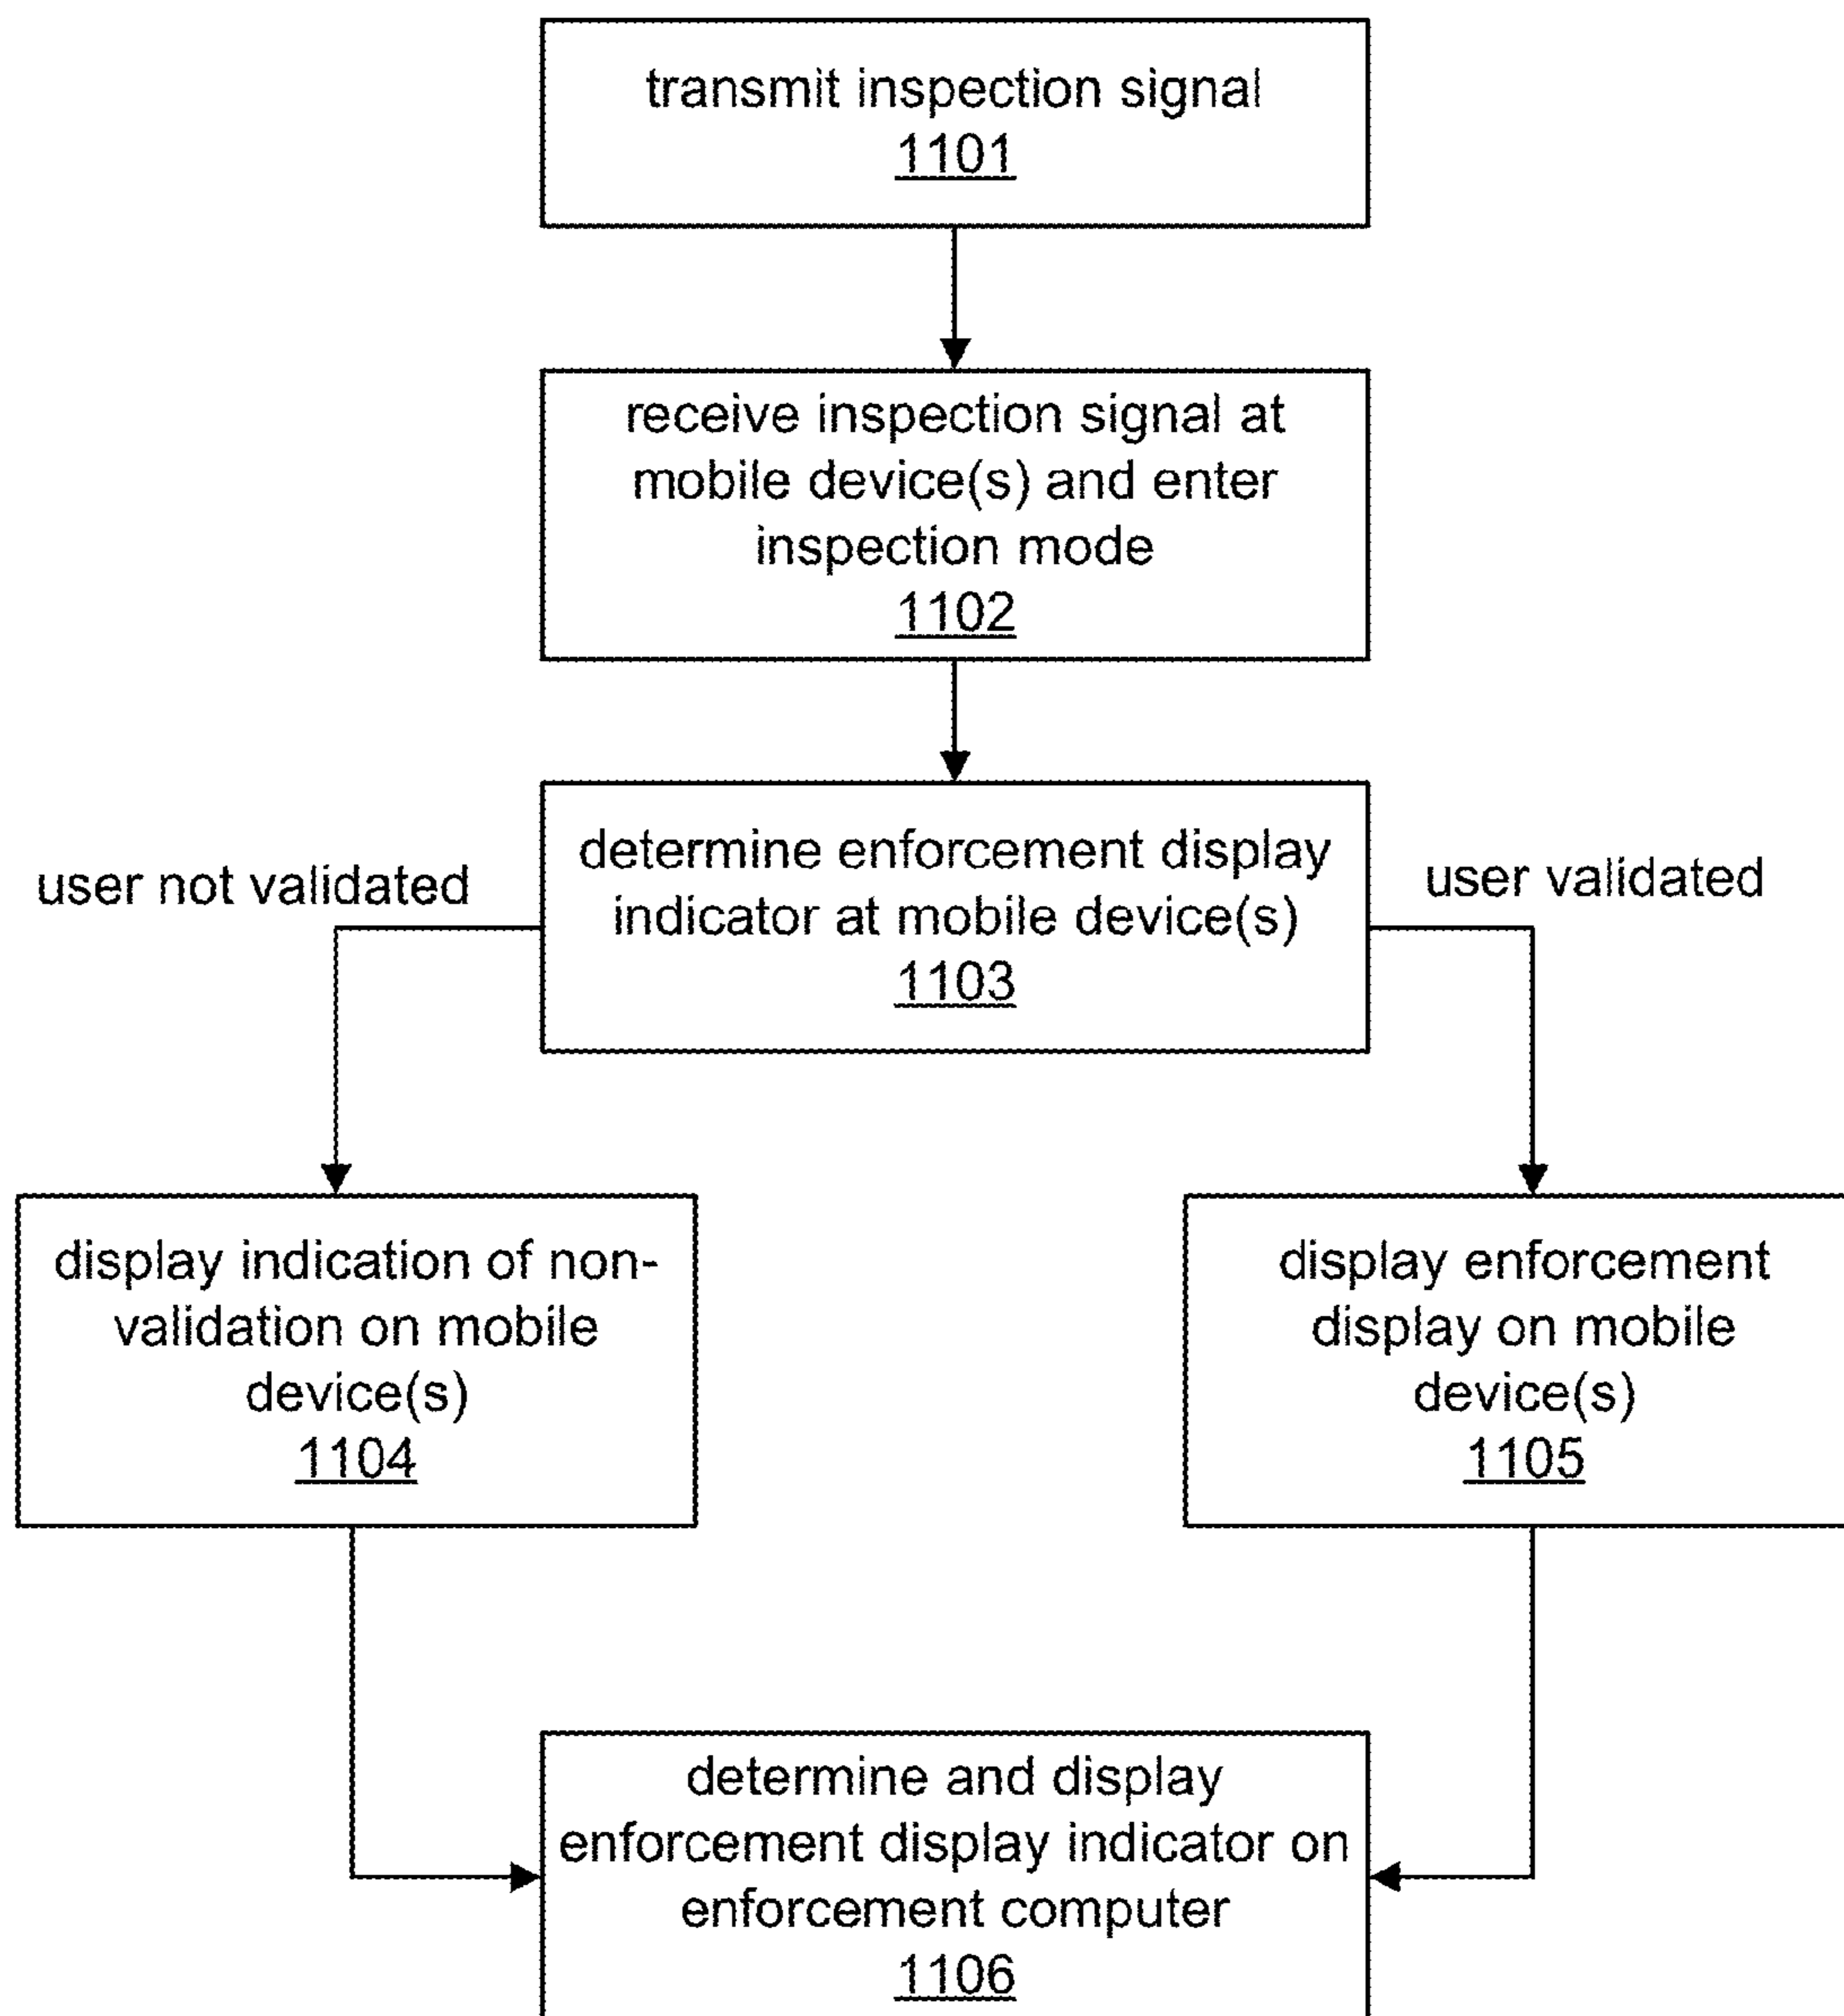 transmit inspection signal
1101
receive inspection signal at
mobile device(s) and enter
inspection mode
1102
determine enforcement display
indicator at mobile device(s)
1103
user not validated
user validated
display indication of non-
validation on mobile
device(s)
1104
display enforcement
display on mobile
device(s)
1105
determine and display
enforcement display indicator on
enforcement computer
1106